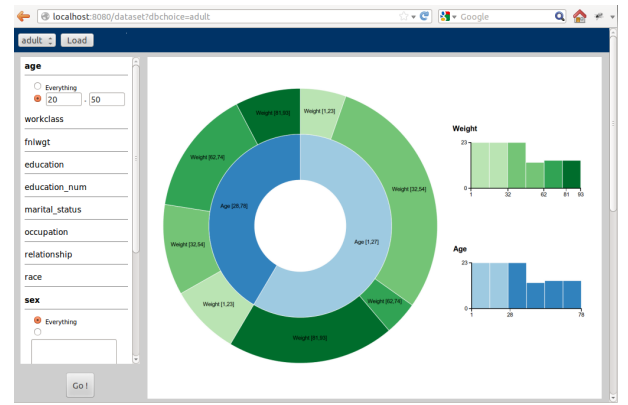 localhost:8080/dataset?dbchoice=adult
Google
adult
Load
age
Everything
20 . 50
workclass
fnlwgt
education
education_num
marital_status
occupation
relationship
race
sex
Everything
Go !
Weight [81,93]
Weight [1,23]
Weight [62,74]
Weight [32,54]
Age [28,78]
Age [1,27]
Weight [32,54]
Weight [62,74]
Weight [1,23]
Weight [81,93]
Weight
23
0
1 32 62 81 93
Age
23
0
1 28 78